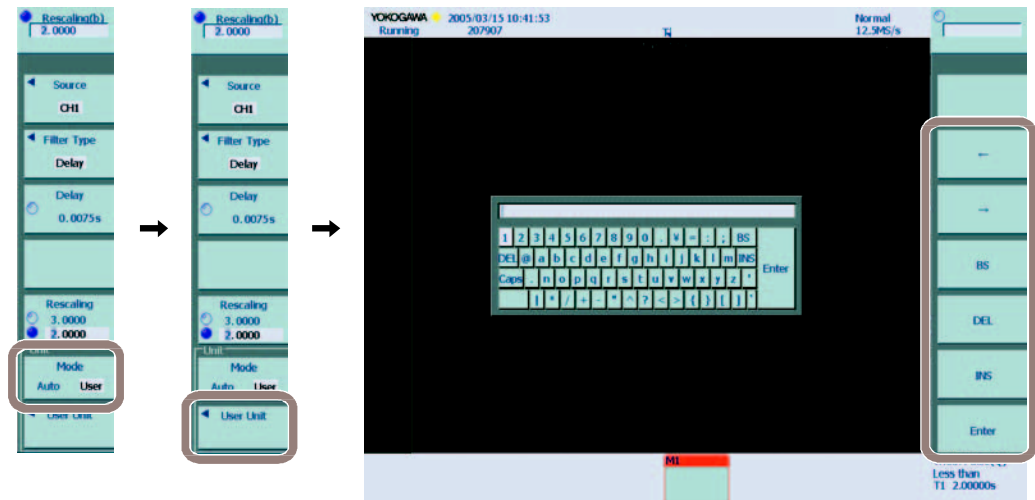 Rescaling(b)
2.0000
Source
CH1
Filter Type
Delay
Delay
0.0075s
Rescaling
3.0000
2.0000
Unit
Mode
Auto User
User Unit
→
Rescaling(b)
2.0000
Source
CH1
Filter Type
Delay
Delay
0.0075s
Rescaling
3.0000
2.0000
Unit
Mode
Auto User
User Unit
→
YOKOGAWA 2005/03/15 10:41:53 Normal
Running 207907 12.5MS/s
1 2 3 4 5 6 7 8 9 0 . ¥ = : ; BS
DEL @ a b c d e f g h i j k l m INS
Enter
Caps n o p q r s t u v w x y z
| * / + - * ^ ? < > { } [ ]
←
→
BS
DEL
INS
Enter
M1
Less than
T1 2.00000s